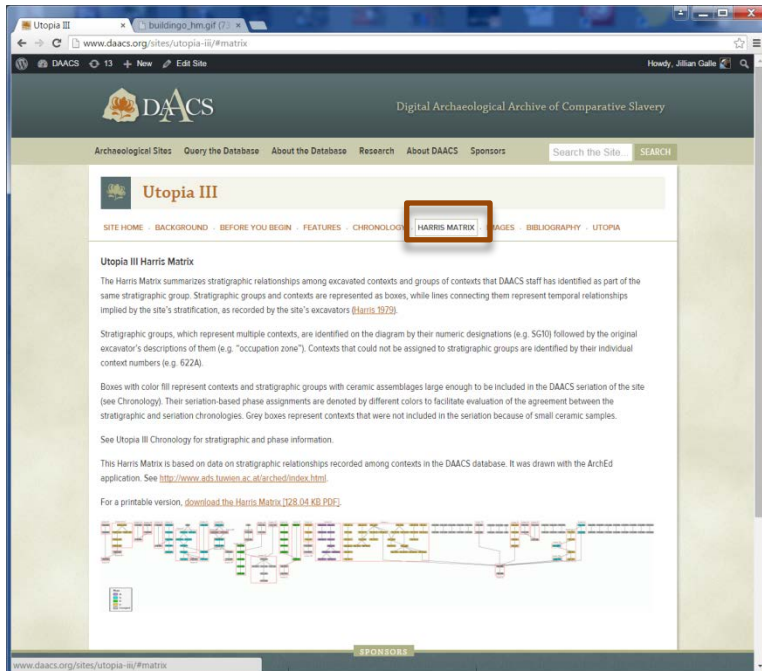 Utopia III
buildingo_hm.gif (7
www.daacs.org/sites/utopia-iii/#matrix
DAACS 13 + New Edit Site Howdy, Jillian Galle
DAACS
Digital Archaeological Archive of Comparative Slavery
Archaeological Sites Query the Database About the Database Research About DAACS Sponsors Search the Site... SEARCH
Utopia III
SITE HOME - BACKGROUND - BEFORE YOU BEGIN - FEATURES - CHRONOLOGY HARRIS MATRIX IMAGES - BIBLIOGRAPHY - UTOPIA
Utopia III Harris Matrix
The Harris Matrix summarizes stratigraphic relationships among excavated contexts and groups of contexts that DAACS staff has identified as part of the
same stratigraphic group. Stratigraphic groups and contexts are represented as boxes, while lines connecting them represent temporal relationships
implied by the site's stratification, as recorded by the site's excavators (Harris 1979).
Stratigraphic groups, which represent multiple contexts, are identified on the diagram by their numeric designations (e.g. SG10) followed by the original
excavator's descriptions of them (e.g. "occupation zone"). Contexts that could not be assigned to stratigraphic groups are identified by their individual
context numbers (e.g. 622A).
Boxes with color fill represent contexts and stratigraphic groups with ceramic assemblages large enough to be included in the DAACS seriation of the site
(see Chronology). Their seriation-based phase assignments are denoted by different colors to facilitate evaluation of the agreement between the
stratigraphic and seriation chronologies. Grey boxes represent contexts that were not included in the seriation because of small ceramic samples.
See Utopia III Chronology for stratigraphic and phase information.
This Harris Matrix is based on data on stratigraphic relationships recorded among contexts in the DAACS database. It was drawn with the ArchEd
application. See http://www.ads.tuwien.ac.at/arched/index.html.
For a printable version, download the Harris Matrix [128.04 KB PDF].
SPONSORS
www.daacs.org/sites/utopia-iii/#matrix